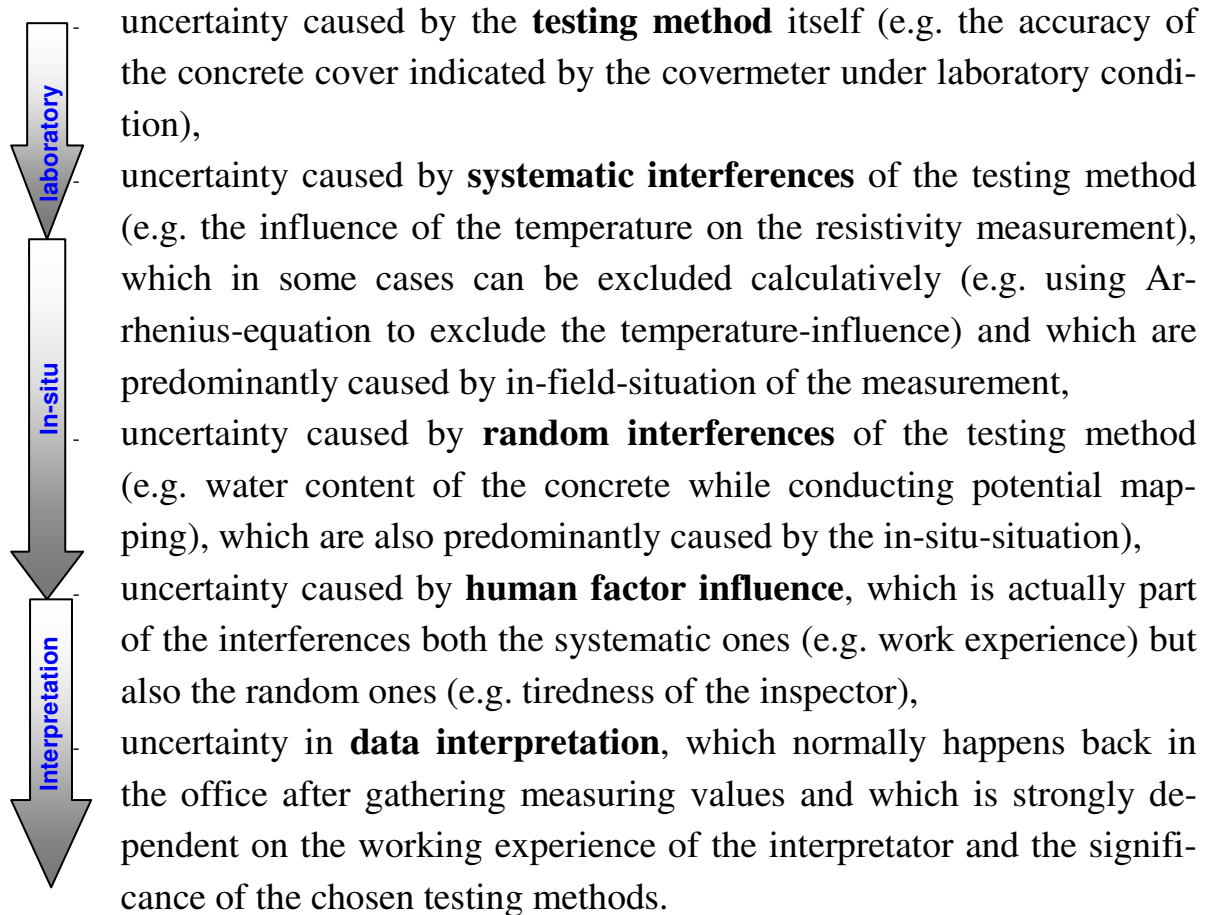 - uncertainty caused by the testing method itself (e.g. the accuracy of
the concrete cover indicated by the covermeter under laboratory condi-
tion),
laboratory
- uncertainty caused by systematic interferences of the testing method
(e.g. the influence of the temperature on the resistivity measurement),
which in some cases can be excluded calculatively (e.g. using Ar-
rhenius-equation to exclude the temperature-influence) and which are
predominantly caused by in-field-situation of the measurement,
In-situ
- uncertainty caused by random interferences of the testing method
(e.g. water content of the concrete while conducting potential map-
ping), which are also predominantly caused by the in-situ-situation),
- uncertainty caused by human factor influence, which is actually part
of the interferences both the systematic ones (e.g. work experience) but
also the random ones (e.g. tiredness of the inspector),
Interpretation
- uncertainty in data interpretation, which normally happens back in
the office after gathering measuring values and which is strongly de-
pendent on the working experience of the interpretator and the signifi-
cance of the chosen testing methods.